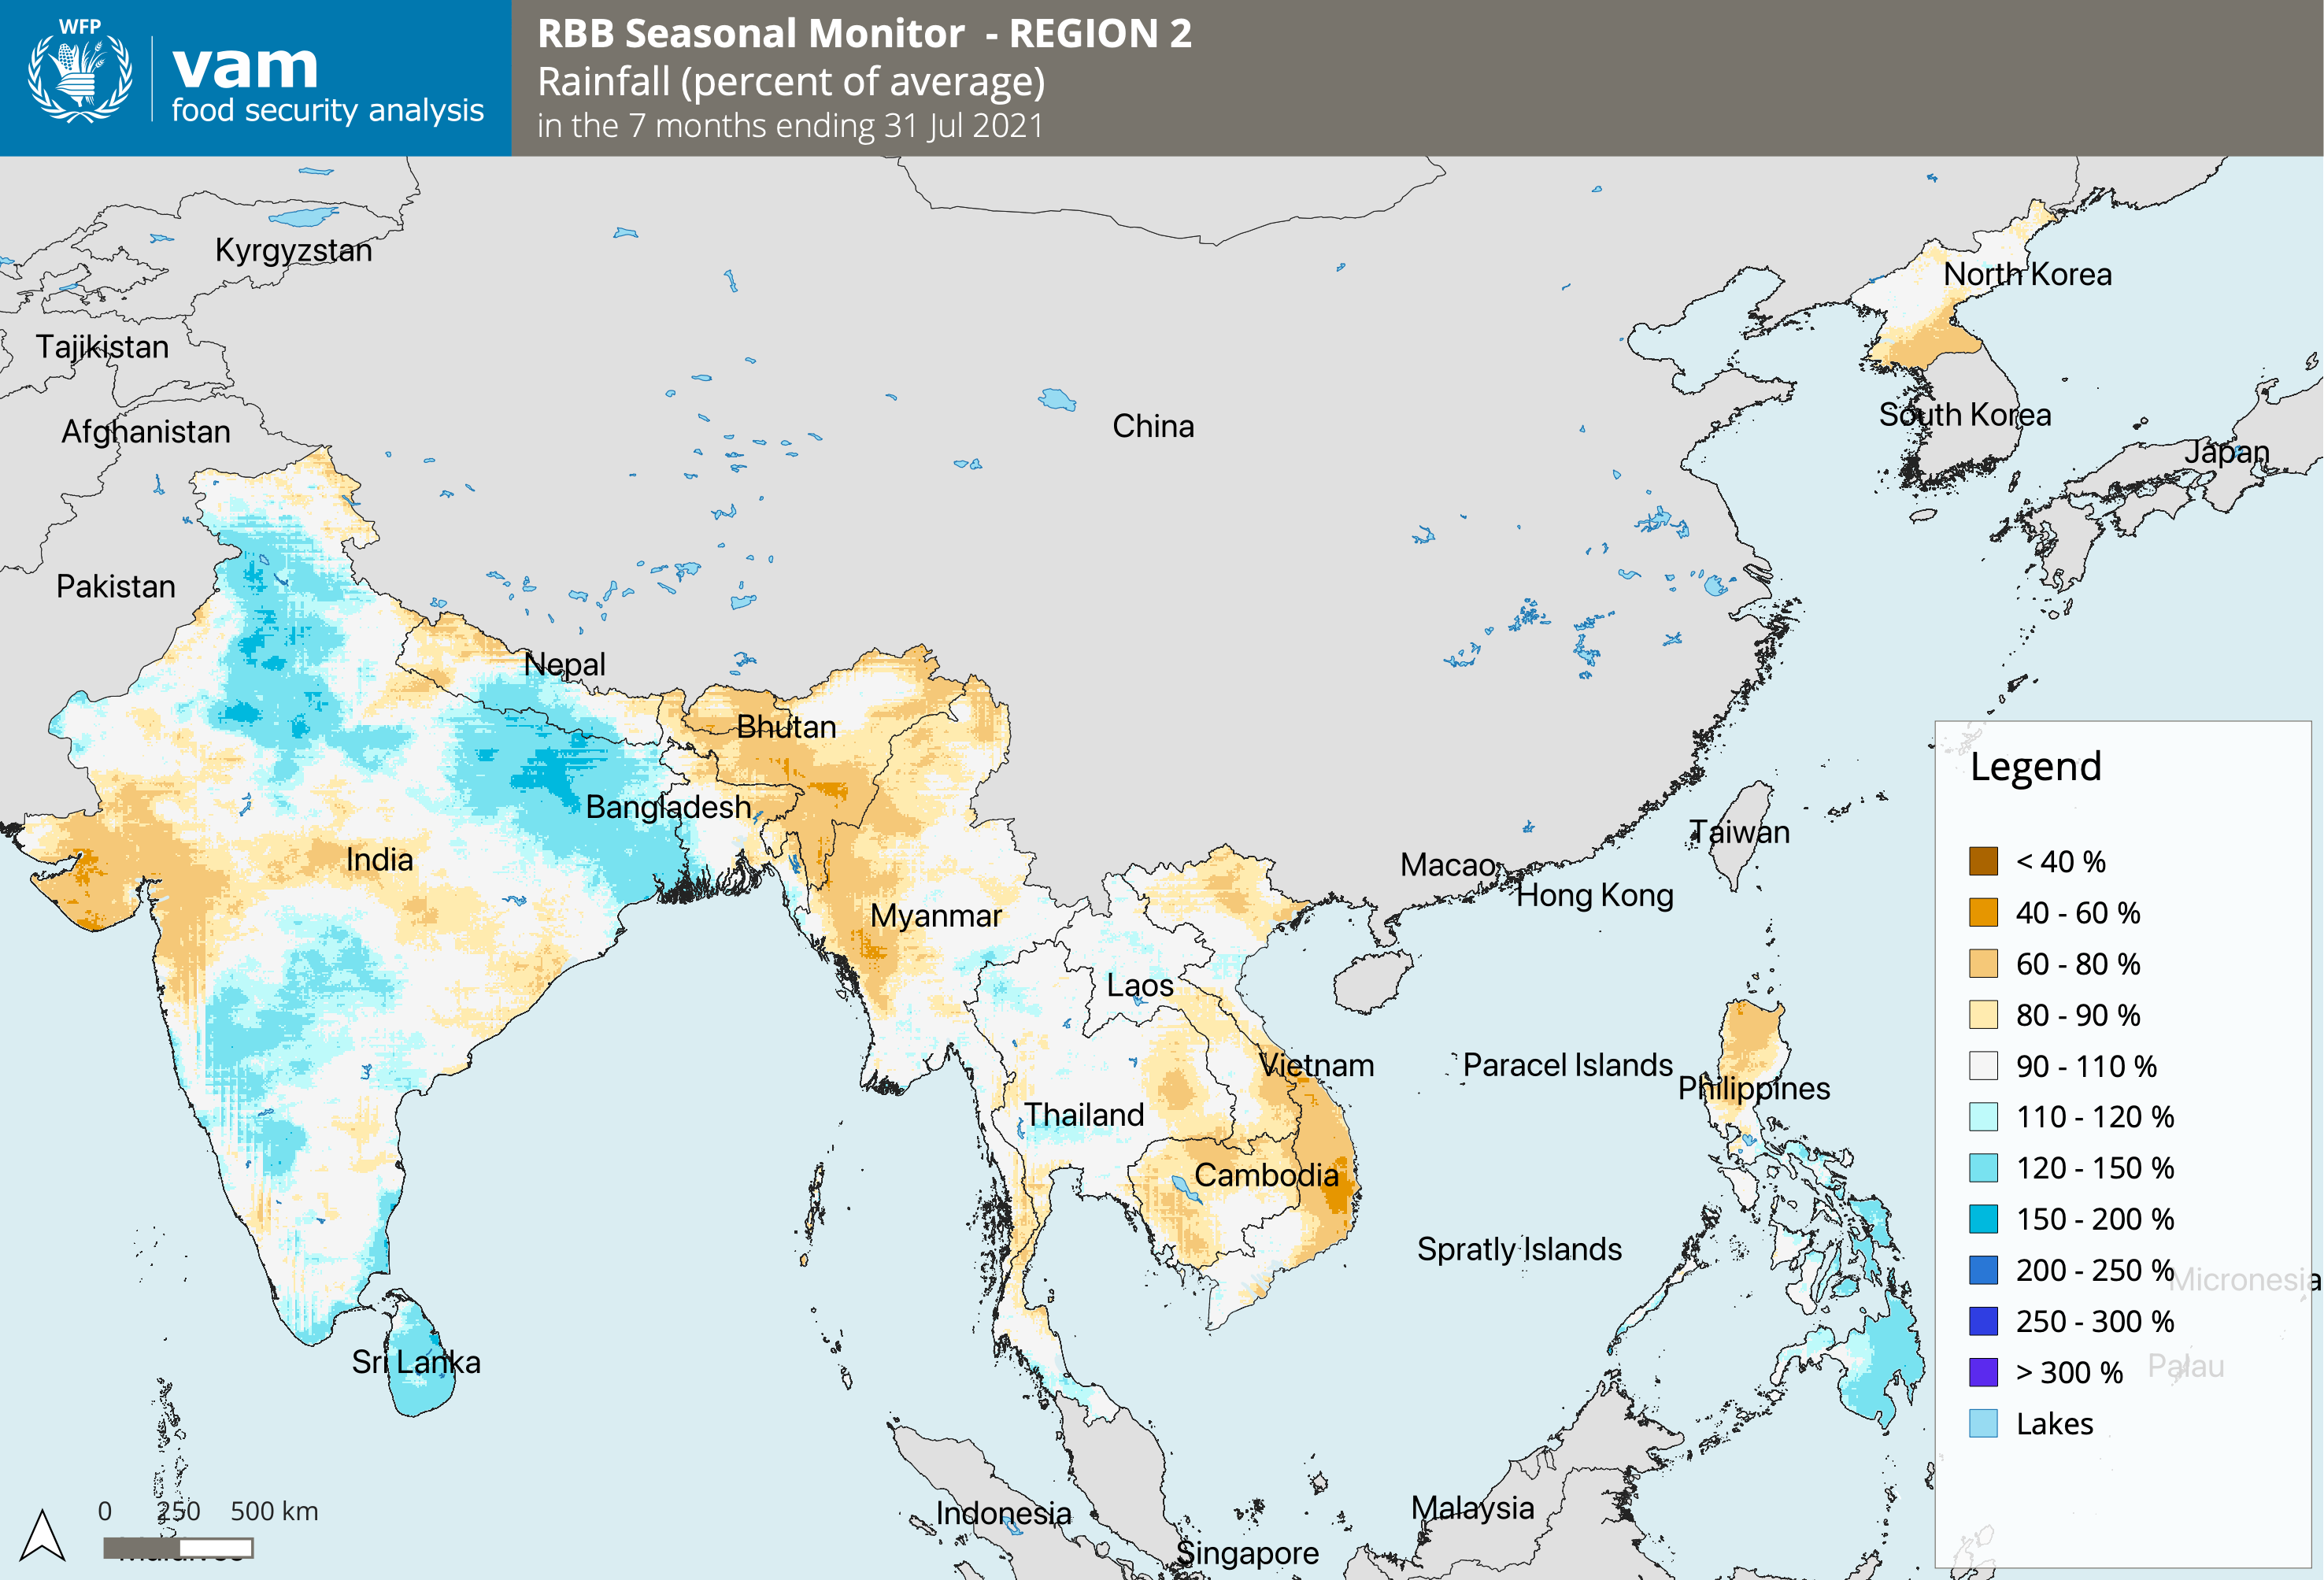 WFP
vam
food security analysis
RBB Seasonal Monitor - REGION 2
Rainfall (percent of average)
in the 7 months ending 31 Jul 2021
Kyrgyzstan
North Korea
Tajikistan
Afghanistan
China
South Korea
Japan
Pakistan
Nepal
Bhutan
Bangladesh
India
Taiwan
Macao
Hong Kong
Myanmar
Laos
Vietnam
Paracel Islands
Philippines
Thailand
Cambodia
Spratly Islands
Sri Lanka
Malaysia
Indonesia
Singapore
Maldives
0 250 500 km
Legend
< 40 %
40 - 60 %
60 - 80 %
80 - 90 %
90 - 110 %
110 - 120 %
120 - 150 %
150 - 200 %
200 - 250 %
Micronesia
250 - 300 %
> 300 %
Palau
Lakes